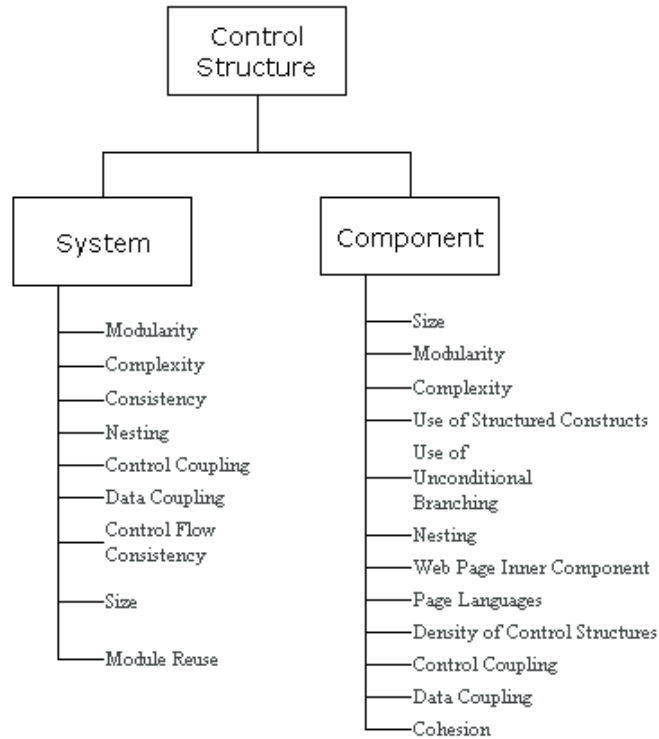 Control
Structure
System
Component
Modularity
Complexity
Consistency
Nesting
Control Coupling
Data Coupling
Control Flow
Consistency
Size
Module Reuse
Size
Modularity
Complexity
Use of Structured Constructs
Use of
Unconditional
Branching
Nesting
Web Page Inner Component
Page Languages
Density of Control Structures
Control Coupling
Data Coupling
Cohesion